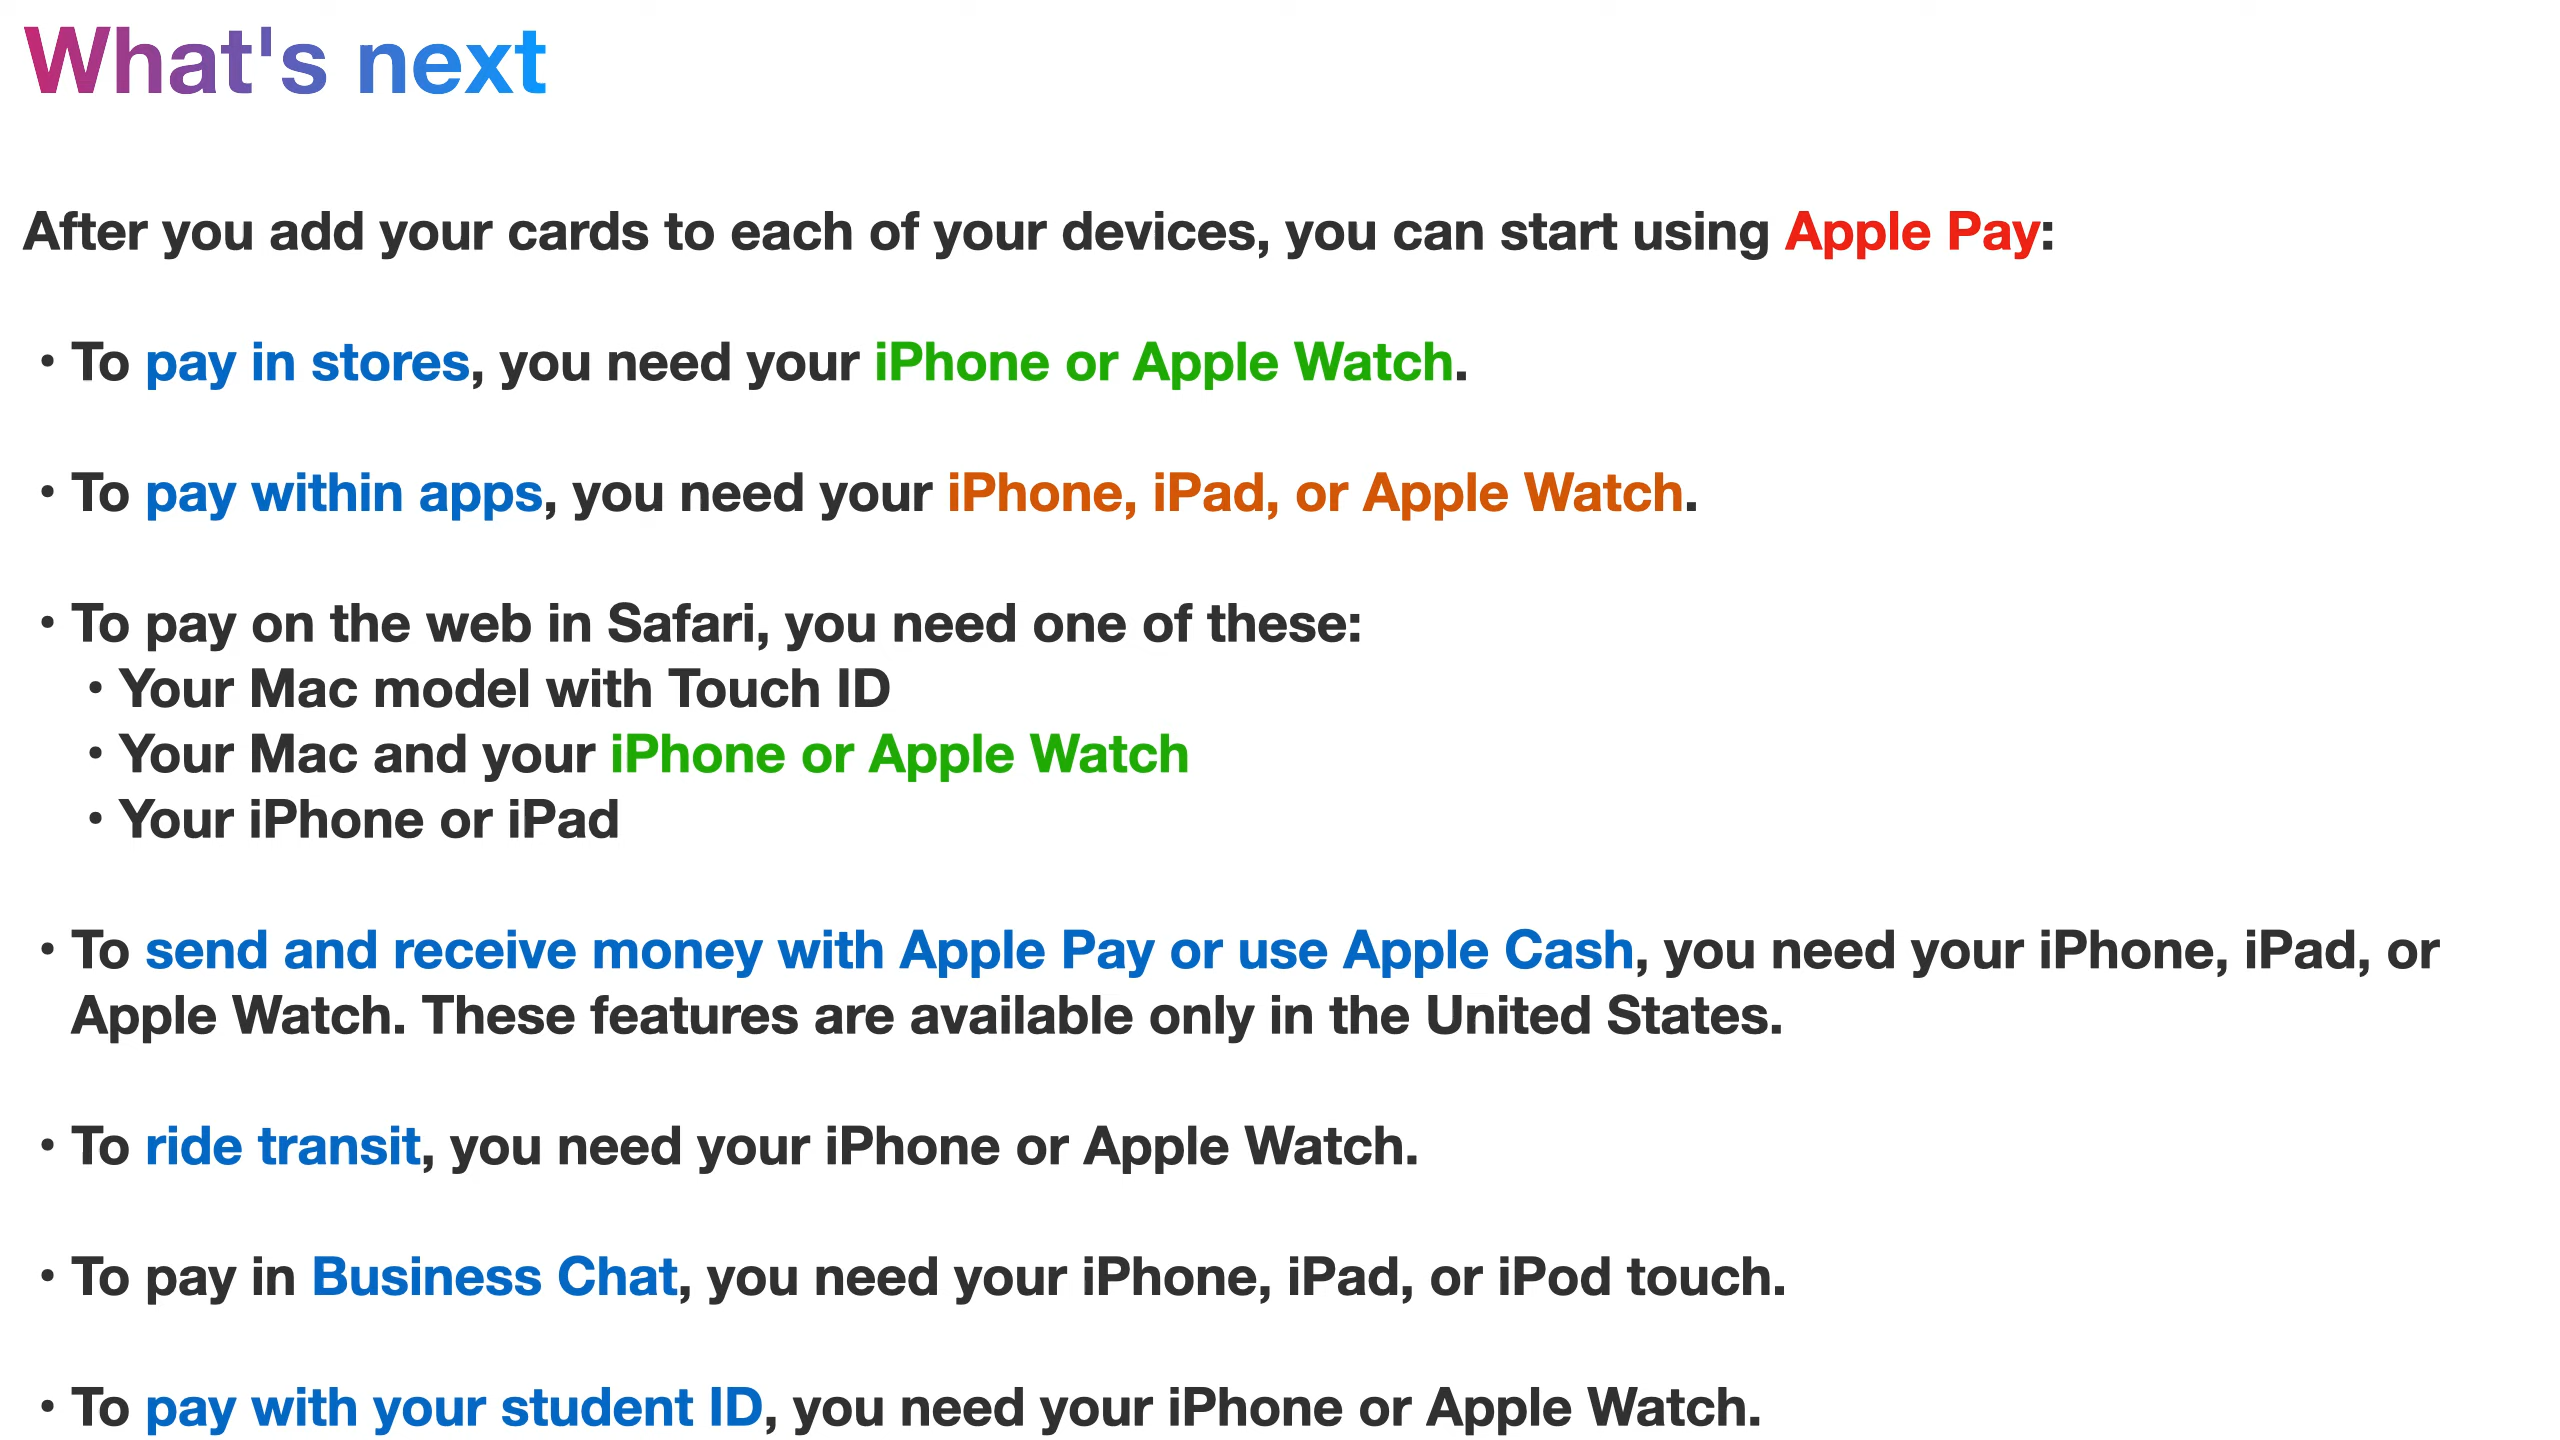 What's next
After you add your cards to each of your devices, you can start using Apple Pay:
• To pay in stores, you need your iPhone or Apple Watch.
• To pay within apps, you need your iPhone, iPad, or Apple Watch.
• To pay on the web in Safari, you need one of these:
• Your Mac model with Touch ID
• Your Mac and your iPhone or Apple Watch
• Your iPhone or iPad
• To send and receive money with Apple Pay or use Apple Cash, you need your iPhone, iPad, or
Apple Watch. These features are available only in the United States.
• To ride transit, you need your iPhone or Apple Watch.
• To pay in Business Chat, you need your iPhone, iPad, or iPod touch.
• To pay with your student ID, you need your iPhone or Apple Watch.